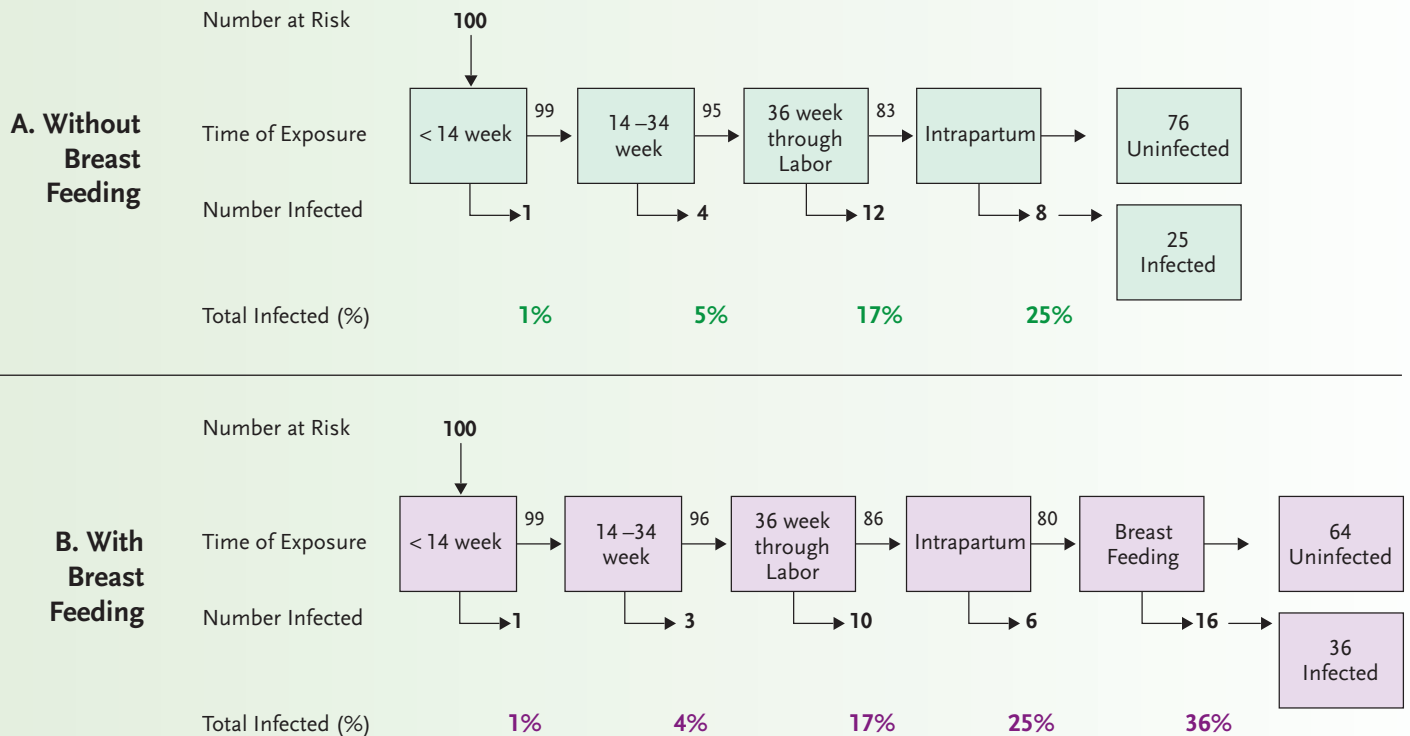 Number at Risk
100
A. Without
Breast
Feeding
Time of Exposure
< 14 week
99
14 –34
week
95
36 week
through
Labor
83
Intrapartum
76
Uninfected
Number Infected
1
4
12
8
25
Infected
Total Infected (%)
1%
5%
17%
25%
Number at Risk
100
B. With
Breast
Feeding
Time of Exposure
< 14 week
99
14 –34
week
96
36 week
through
Labor
86
Intrapartum
80
Breast
Feeding
64
Uninfected
Number Infected
1
3
10
6
16
36
Infected
Total Infected (%)
1%
4%
17%
25%
36%